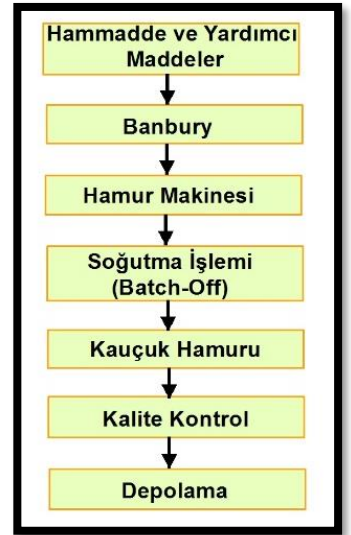 Hammadde ve Yardımcı
Maddeler
Banbury
Hamur Makinesi
Soğutma İşlemi
(Batch-Off)
Kauçuk Hamuru
Kalite Kontrol
Depolama